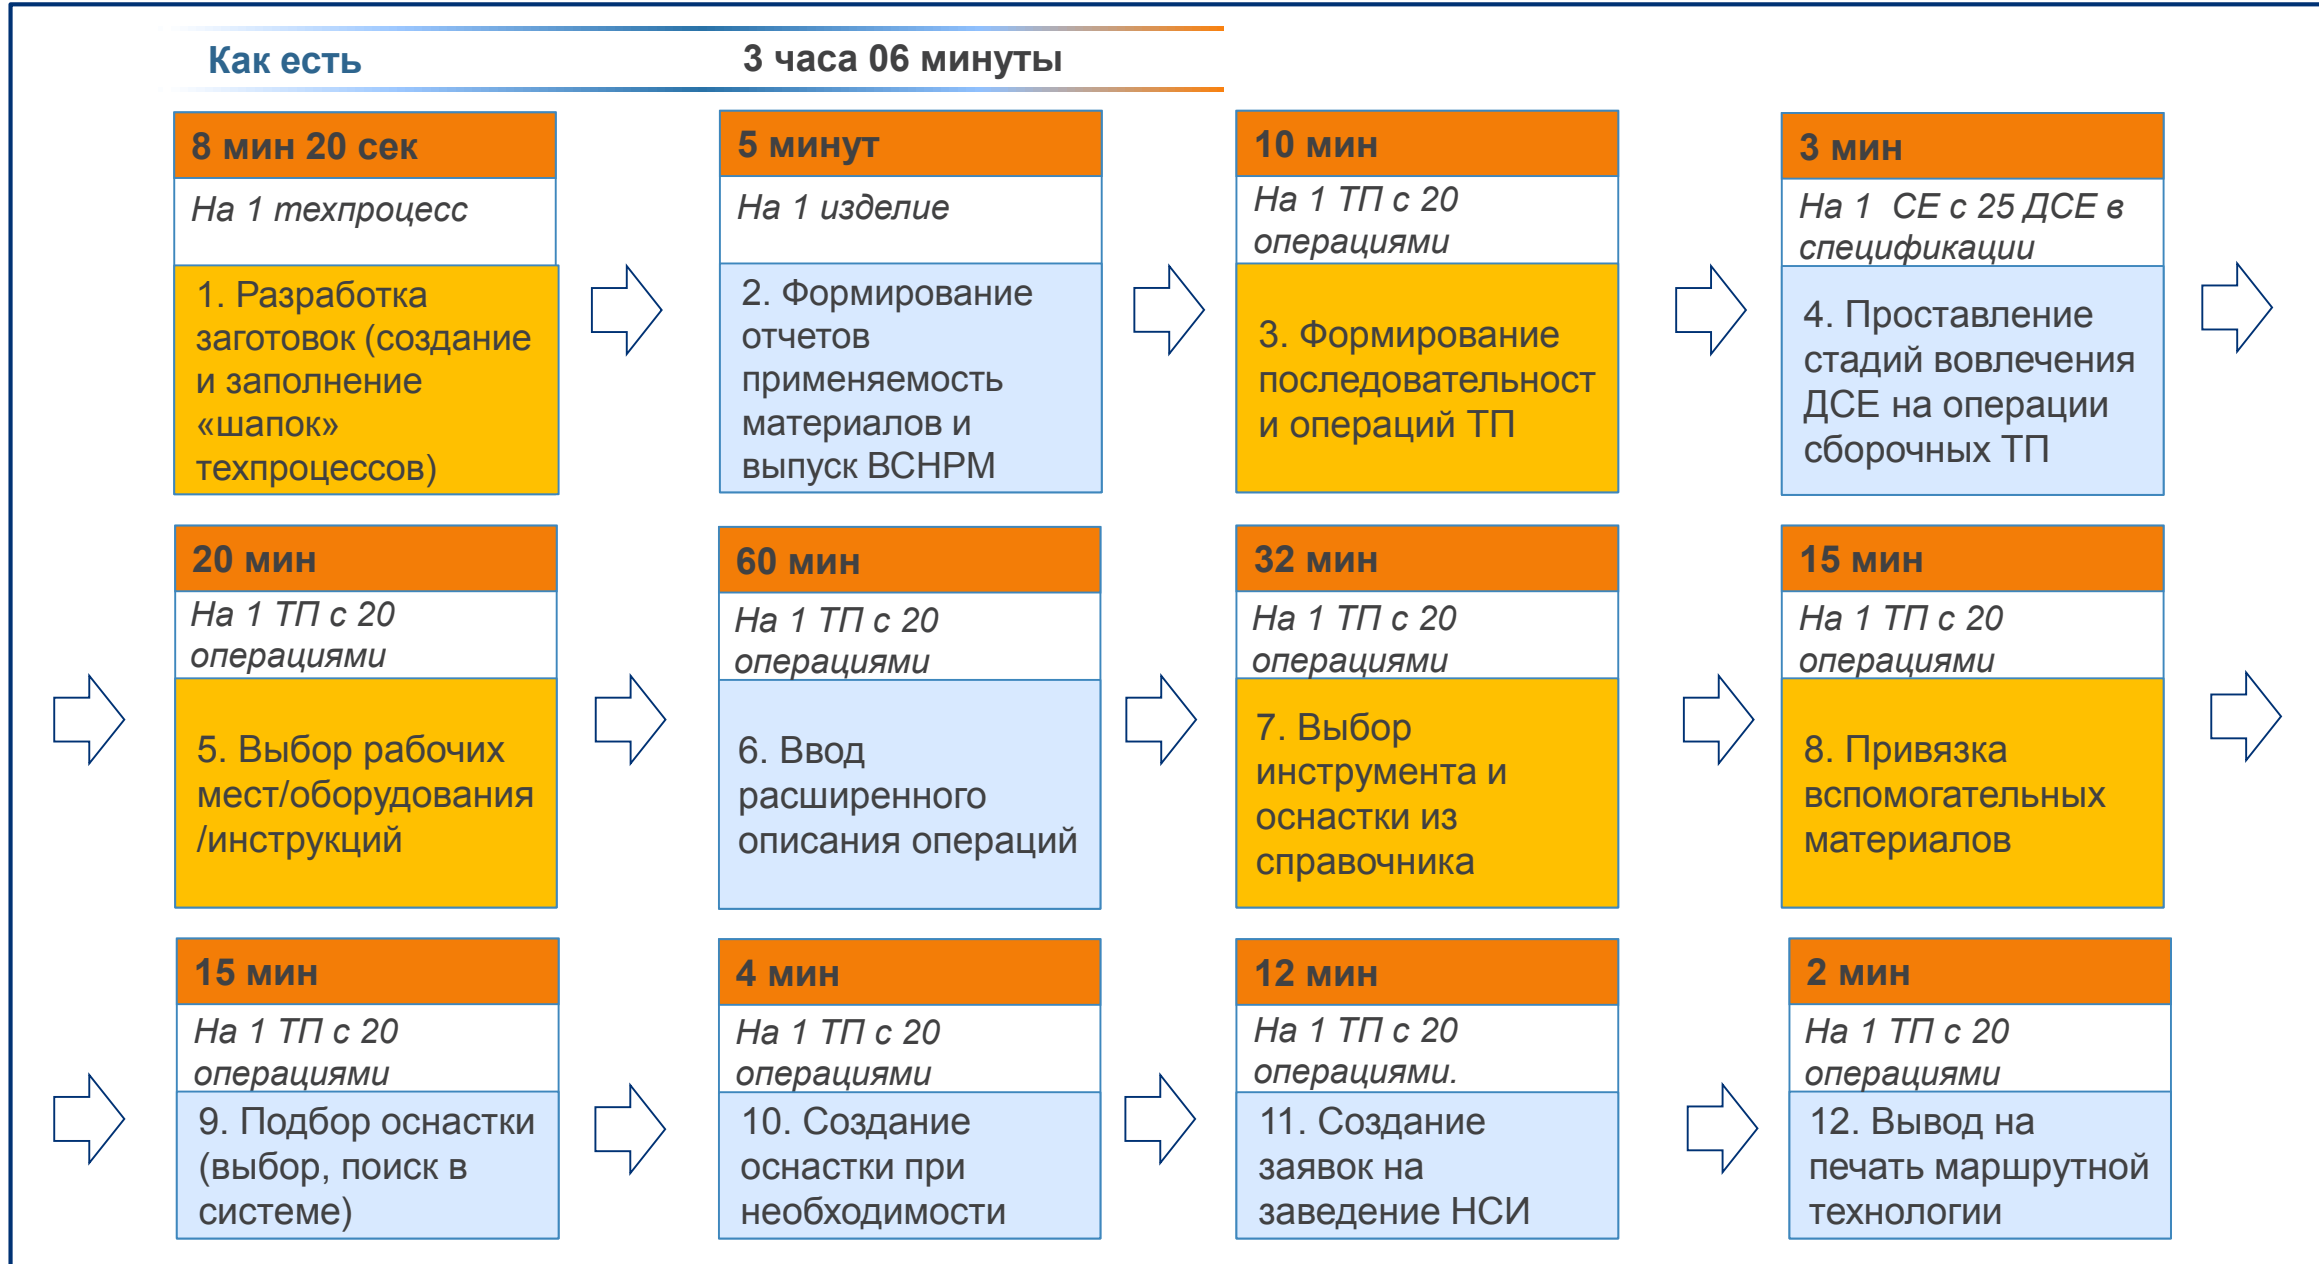 Как есть
3 часа 06 минуты
8 мин 20 сек
На 1 техпроцесс
1. Разработка
заготовок (создание
и заполнение
«шапок»
техпроцессов)
5 минут
На 1 изделие
2. Формирование
отчетов
применяемость
материалов и
выпуск ВСНРМ
10 мин
На 1 ТП с 20
операциями
3. Формирование
последовательност
и операций ТП
3 мин
На 1 СЕ с 25 ДСЕ в
спецификации
4. Проставление
стадий вовлечения
ДСЕ на операции
сборочных ТП
20 мин
На 1 ТП с 20
операциями
5. Выбор рабочих
мест/оборудования
/инструкций
60 мин
На 1 ТП с 20
операциями
6. Ввод
расширенного
описания операций
32 мин
На 1 ТП с 20
операциями
7. Выбор
инструмента и
оснастки из
справочника
15 мин
На 1 ТП с 20
операциями
8. Привязка
вспомогательных
материалов
15 мин
На 1 ТП с 20
операциями
9. Подбор оснастки
(выбор, поиск в
системе)
4 мин
На 1 ТП с 20
операциями
10. Создание
оснастки при
необходимости
12 мин
На 1 ТП с 20
операциями.
11. Создание
заявок на
заведение НСИ
2 мин
На 1 ТП с 20
операциями
12. Вывод на
печать маршрутной
технологии